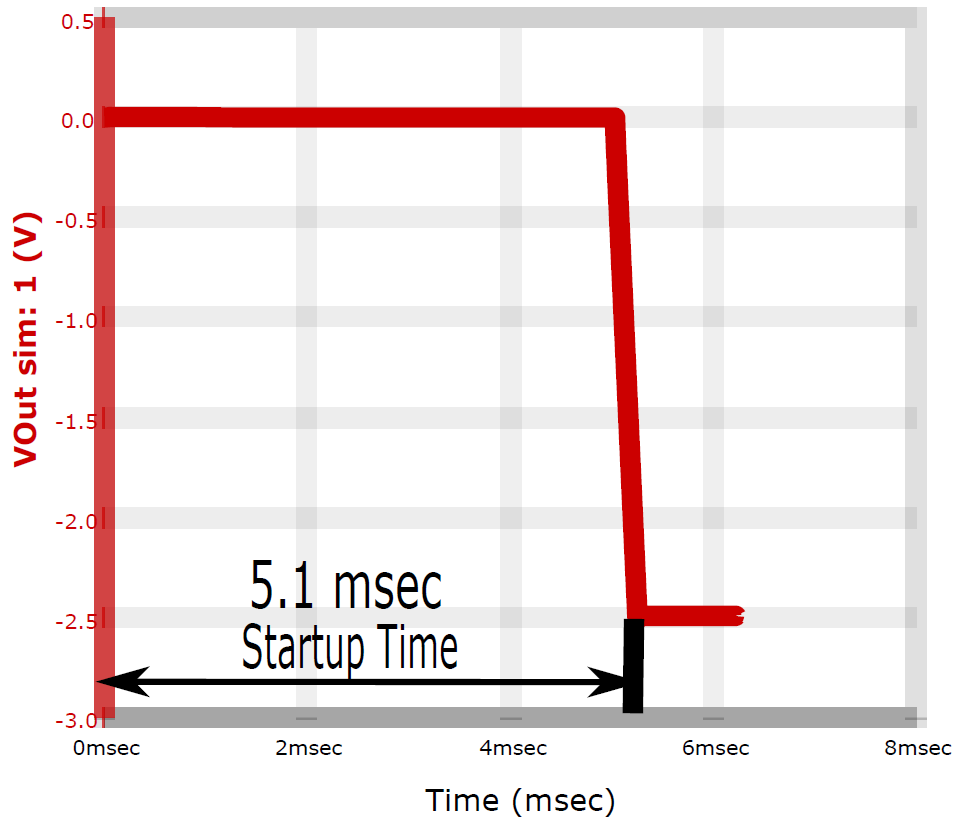 0.5
0.0
-0.5
-1.0
-1.5
-2.0
-2.5
-3.0
VOut sim: 1 (V)
5.1 msec
Startup Time
0msec
2msec
4msec
6msec
8msec
Time (msec)